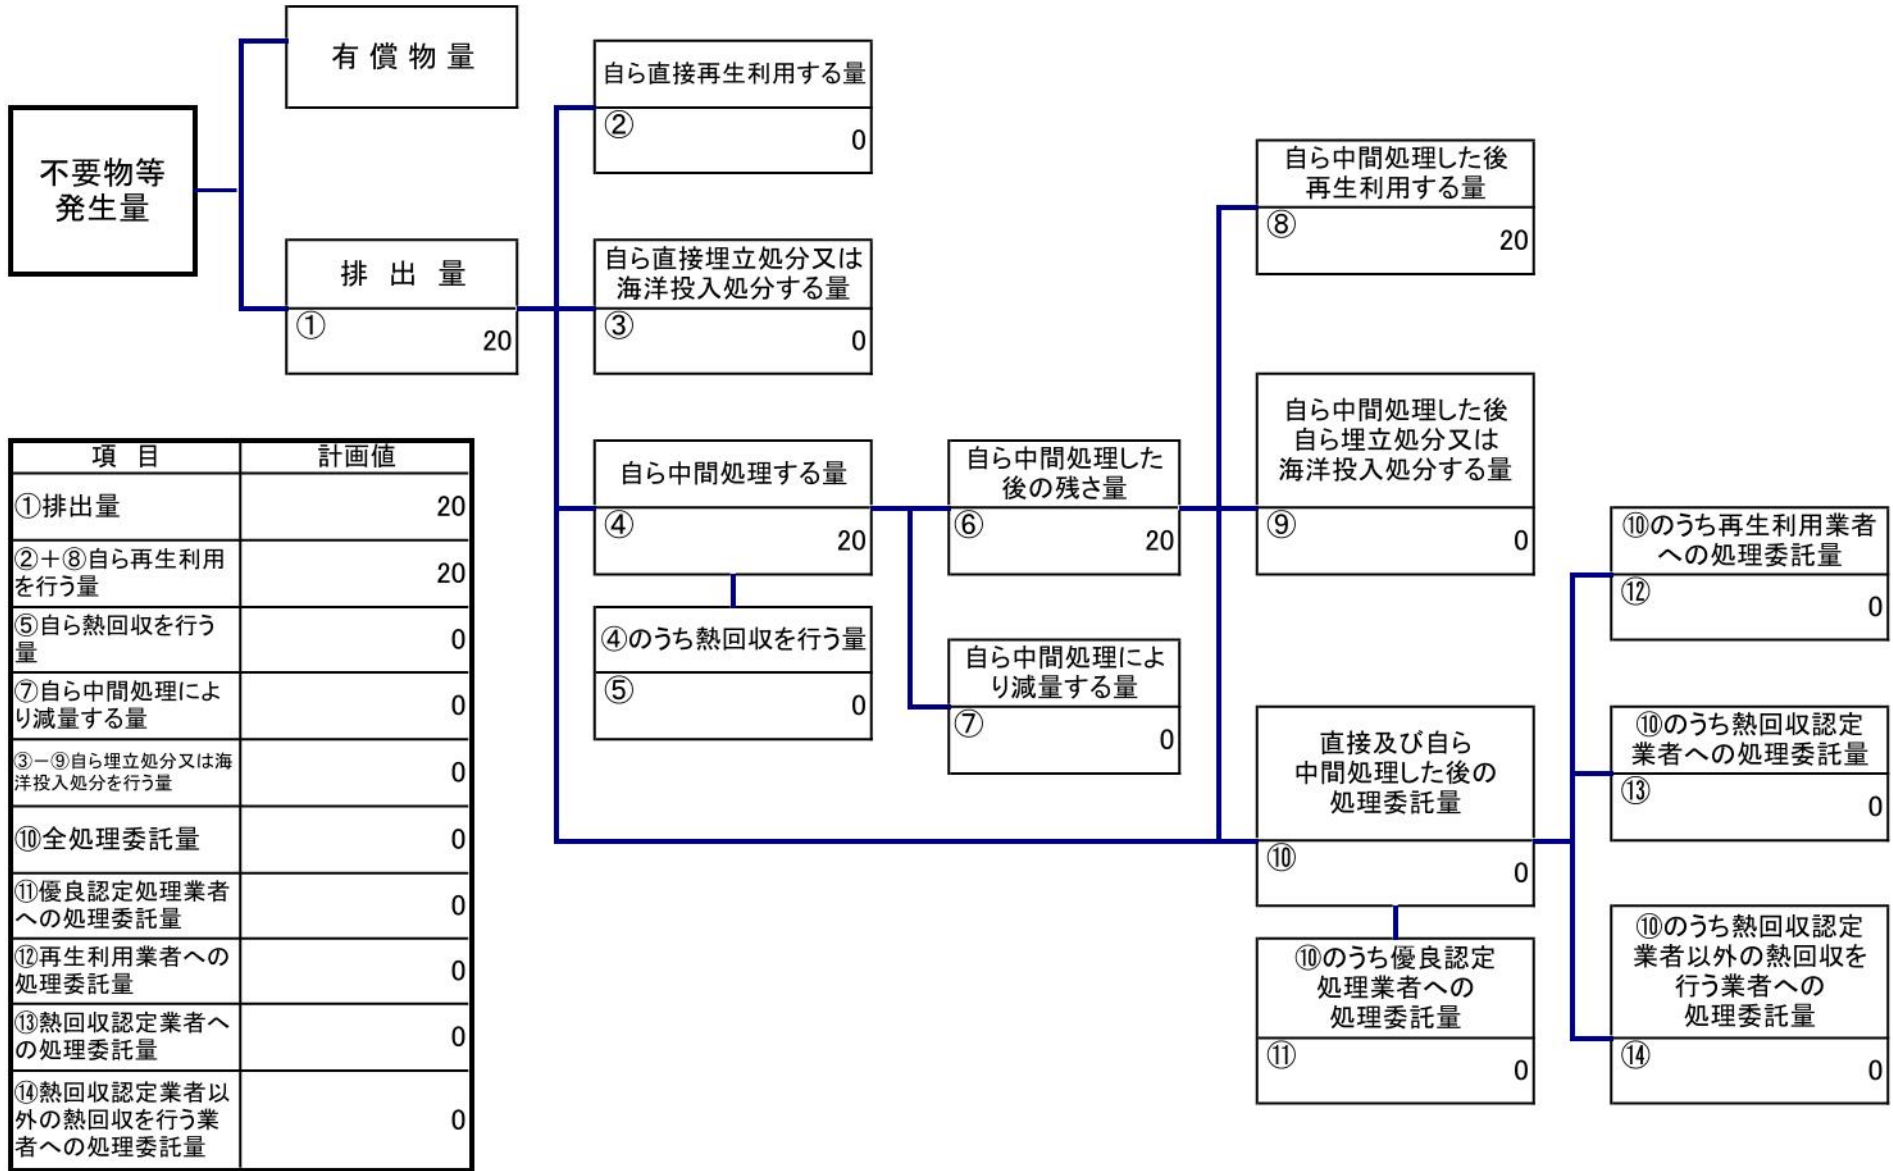 有償物量
不要物等
発生量
排出量
①
20
自ら直接再生利用する量
②
0
自ら直接埋立処分又は
海洋投入処分する量
③
0
自ら中間処理する量
④
20
④のうち熱回収を行う量
⑤
0
自ら中間処理した
後の残さ量
⑥
20
自ら中間処理によ
り減量する量
⑦
0
自ら中間処理した後
再生利用する量
⑧
20
自ら中間処理した後
自ら埋立処分又は
海洋投入処分する量
⑨
0
直接及び自ら
中間処理した後の
処理委託量
⑩
0
⑩のうち優良認定
処理業者への
処理委託量
⑪
0
⑩のうち再生利用業者
への処理委託量
⑫
0
⑩のうち熱回収認定
業者への処理委託量
⑬
0
⑩のうち熱回収認定
業者以外の熱回収を
行う業者への
処理委託量
⑭
0
項目 計画値
①排出量 20
②+⑧自ら再生利用
を行う量 20
⑤自ら熱回収を行う
量 0
⑦自ら中間処理によ
り減量する量 0
③-⑨自ら埋立処分又は海
洋投入処分を行う量 0
⑩全処理委託量 0
⑪優良認定処理業者
への処理委託量 0
⑫再生利用業者への
処理委託量 0
⑬熱回収認定業者へ
の処理委託量 0
⑭熱回収認定業者以
外の熱回収を行う業
者への処理委託量 0